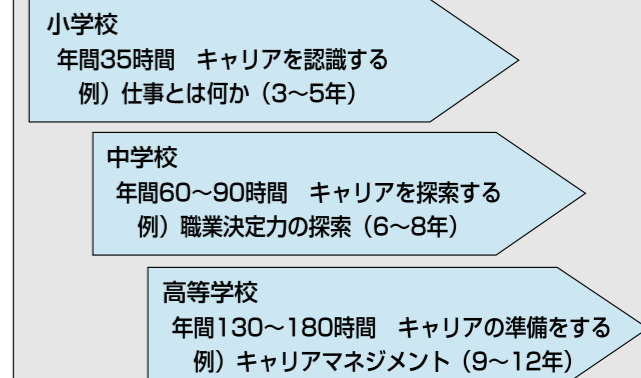 小学校
年間35時間　キャリアを認識する
例）仕事とは何か（3～5年）
中学校
年間60～90時間　キャリアを探索する
例）職業決定力の探索（6～8年）
高等学校
年間130～180時間　キャリアの準備をする
例）キャリアマネジメント（9～12年）